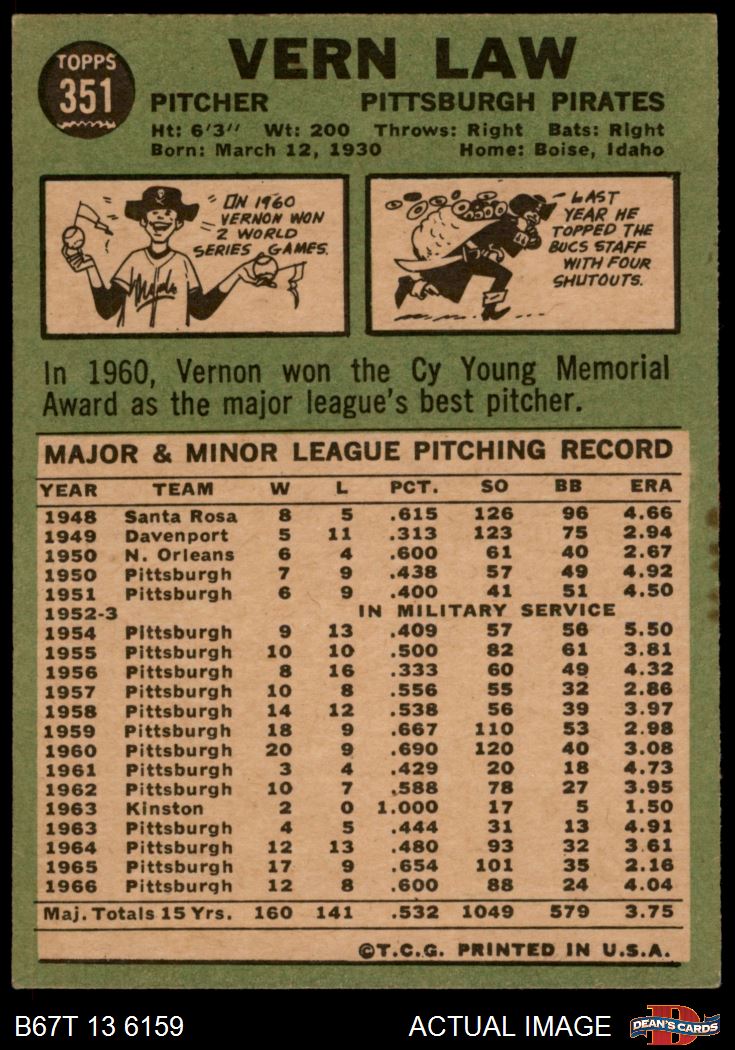 TOPPS
351
VERN LAW
PITCHER PITTSBURGH PIRATES
Ht: 6'3" Wt: 200 Throws: Right Bats: Right
Born: March 12, 1930 Home: Boise, Idaho
IN 1960
VERNON WON
2 WORLD
SERIES GAMES.
LAST
YEAR HE
TOPPED THE
BUCS STAFF
WITH FOUR
SHUTOUTS.
In 1960, Vernon won the Cy Young Memorial
Award as the major league's best pitcher.
MAJOR & MINOR LEAGUE PITCHING RECORD
YEAR TEAM W L PCT. SO BB ERA
1948 Santa Rosa 8 5 .615 126 96 4.66
1949 Davenport 5 11 .313 123 75 2.94
1950 N. Orleans 6 4 .600 61 40 2.67
1950 Pittsburgh 7 9 .438 57 49 4.92
1951 Pittsburgh 6 9 .400 41 51 4.50
1952-3 IN MILITARY SERVICE
1954 Pittsburgh 9 13 .409 57 56 5.50
1955 Pittsburgh 10 10 .500 82 61 3.81
1956 Pittsburgh 8 16 .333 60 49 4.32
1957 Pittsburgh 10 8 .556 55 32 2.86
1958 Pittsburgh 14 12 .538 56 39 3.97
1959 Pittsburgh 18 9 .667 110 53 2.98
1960 Pittsburgh 20 9 .690 120 40 3.08
1961 Pittsburgh 3 4 .429 20 18 4.73
1962 Pittsburgh 10 7 .588 78 27 3.95
1963 Kinston 2 0 1.000 17 5 1.50
1963 Pittsburgh 4 5 .444 31 13 4.91
1964 Pittsburgh 12 13 .480 93 32 3.61
1965 Pittsburgh 17 9 .654 101 35 2.16
1966 Pittsburgh 12 8 .600 88 24 4.04
Maj. Totals 15 Yrs. 160 141 .532 1049 579 3.75
©T.C.G. PRINTED IN U.S.A.
B67T 13 6159 ACTUAL IMAGE DEAN'S CARDS